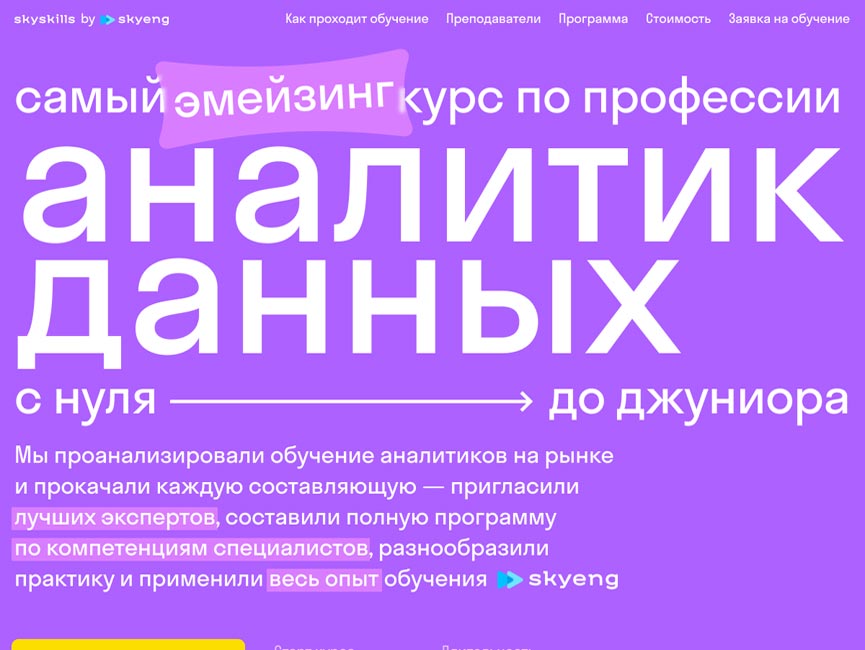 skyskills by skyeng
Как проходит обучение Преподаватели Программа Стоимость Заявка на обучение
самый эмейзинг курс по профессии
аналитик
данных
с нуля → до джуниора
Мы проанализировали обучение аналитиков на рынке
и прокачали каждую составляющую — пригласили
лучших экспертов, составили полную программу
по компетенциям специалистов, разнообразили
практику и применили весь опыт обучения skyeng